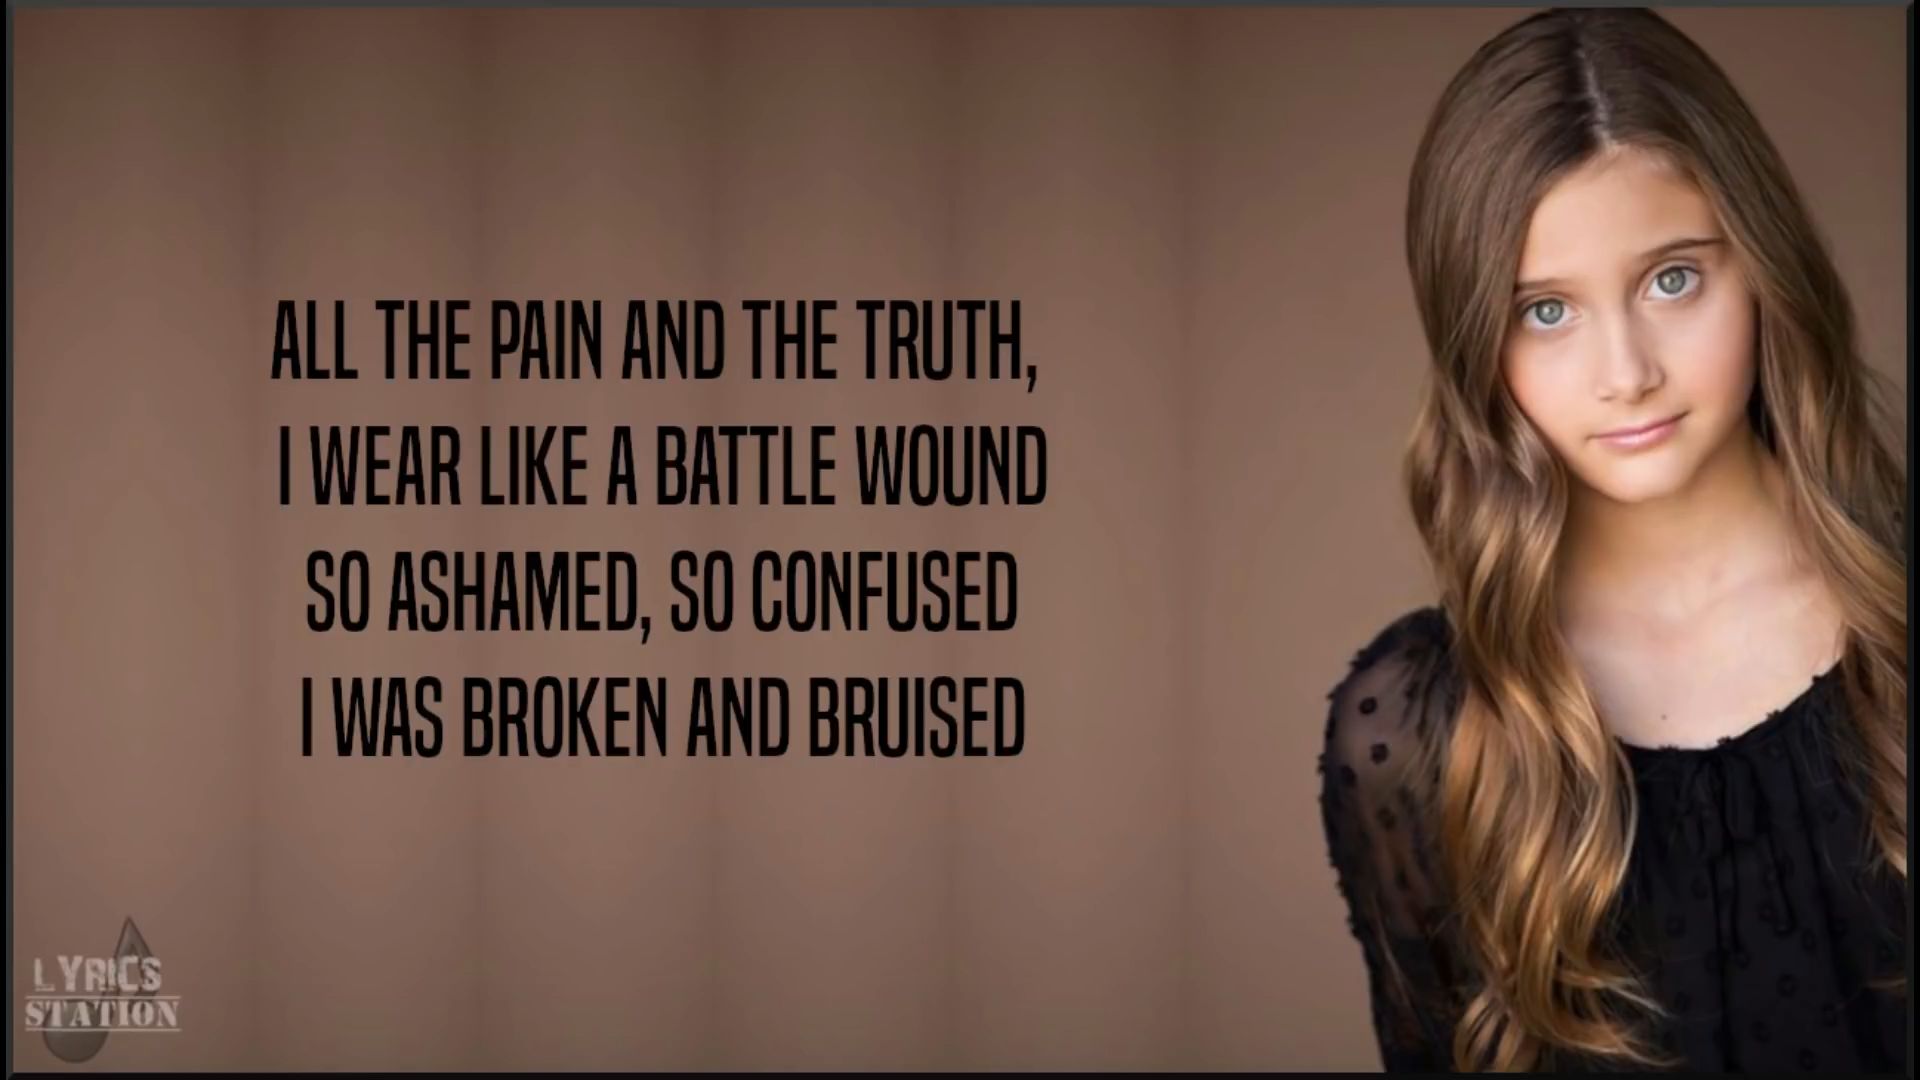 ALL THE PAIN AND THE TRUTH,
I WEAR LIKE A BATTLE WOUND
SO ASHAMED, SO CONFUSED
I WAS BROKEN AND BRUISED
LYRICS
STATION